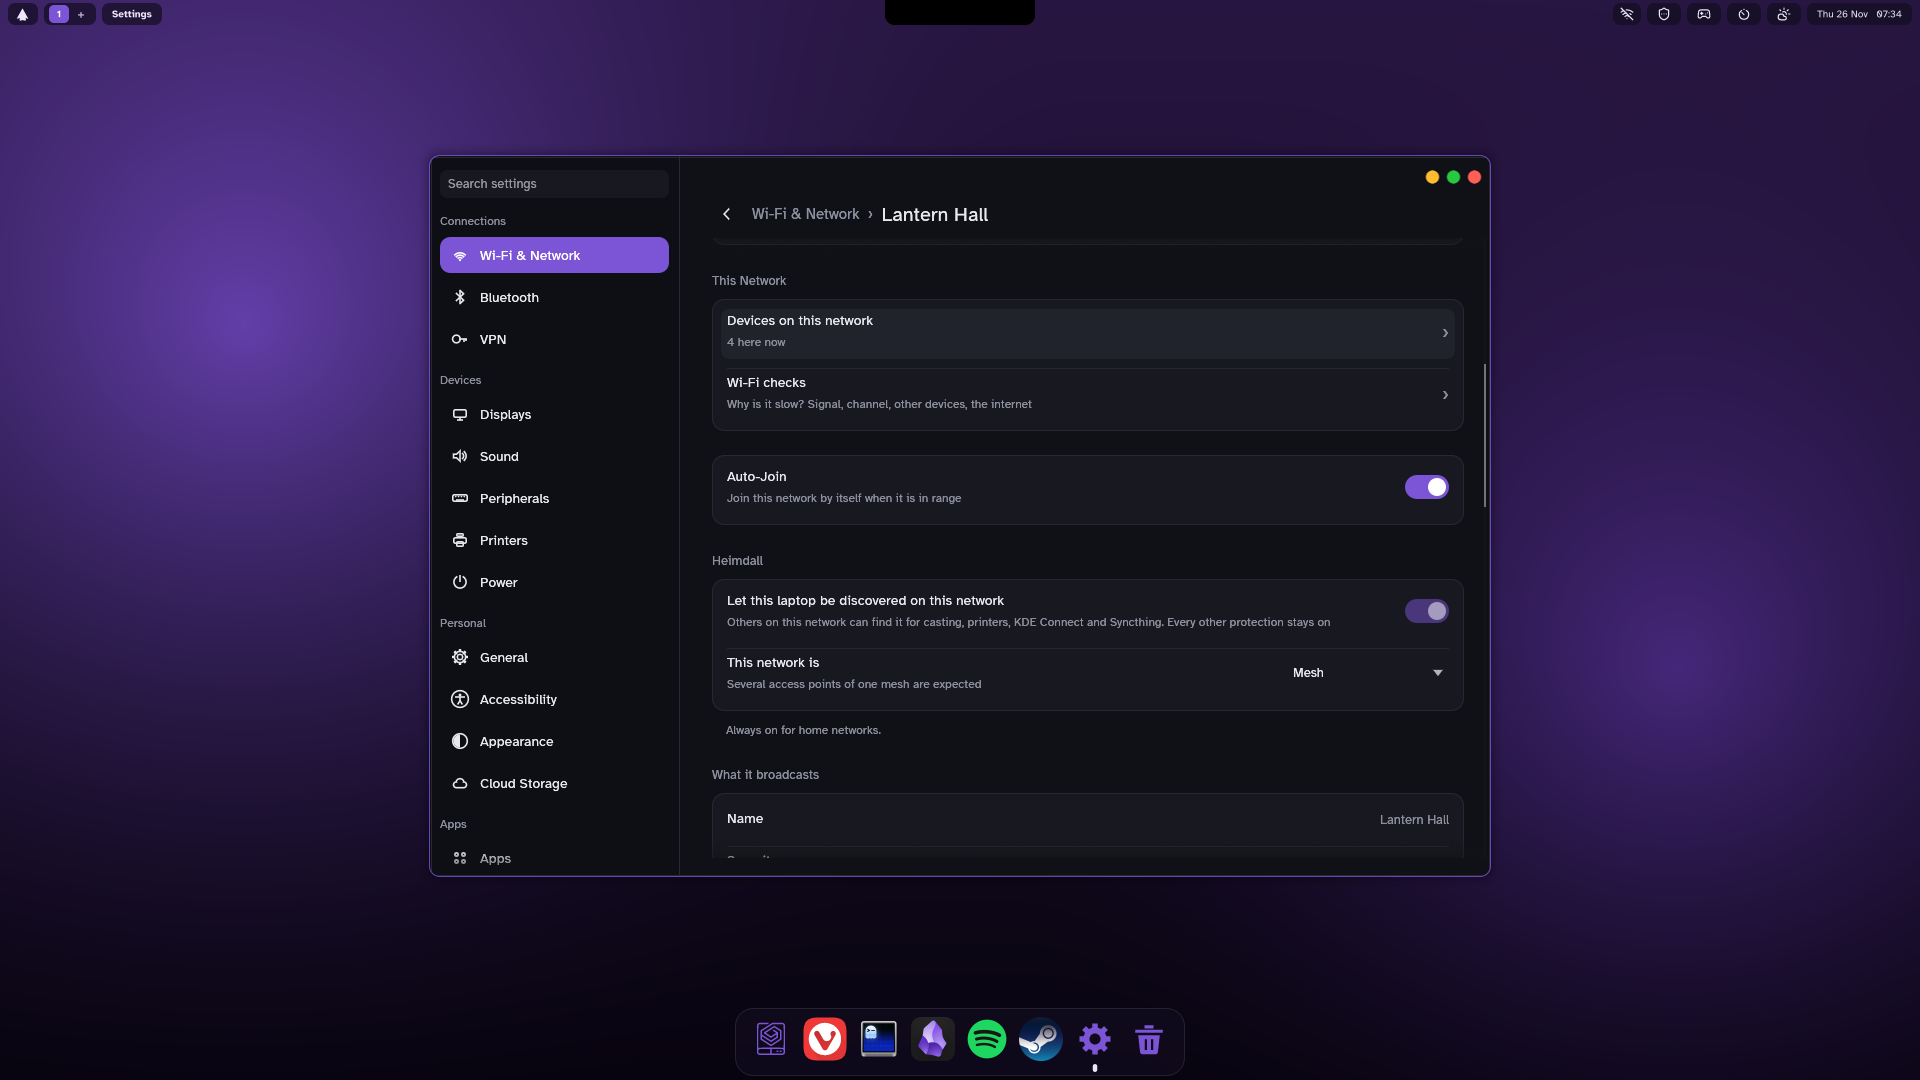 1 + Settings
Thu 26 Nov 07:34
Search settings
Connections
Wi-Fi & Network
Bluetooth
VPN
Devices
Displays
Sound
Peripherals
Printers
Power
Personal
General
Accessibility
Appearance
Cloud Storage
Apps
Apps
Wi-Fi & Network › Lantern Hall
This Network
Devices on this network
4 here now
Wi-Fi checks
Why is it slow? Signal, channel, other devices, the internet
Auto-Join
Join this network by itself when it is in range
Heimdall
Let this laptop be discovered on this network
Others on this network can find it for casting, printers, KDE Connect and Syncthing. Every other protection stays on
This network is
Mesh
Several access points of one mesh are expected
Always on for home networks.
What it broadcasts
Name
Lantern Hall